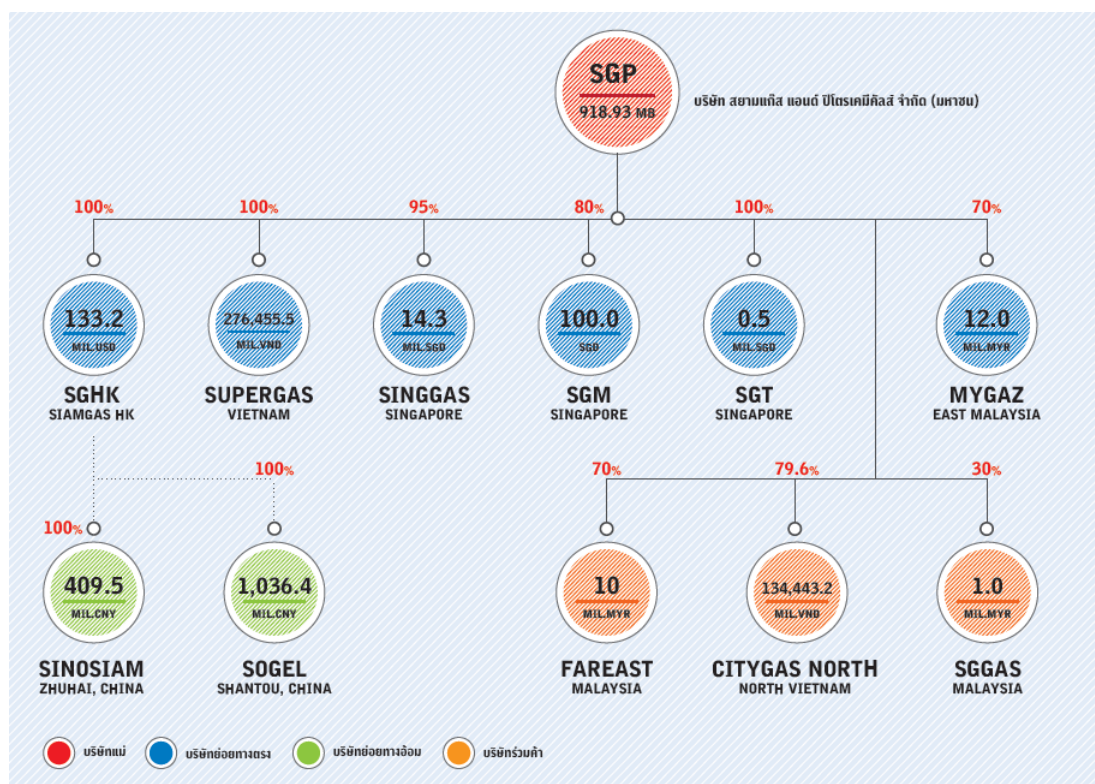 SGP
918.93 MB
บริษัท สยามแก๊ส แอนด์ ปิโตรเคมีคัลส์ จำกัด (มหาชน)
100% 100% 95% 80% 100% 70%
133.2 276,455.5 14.3 100.0 0.5 12.0
MIL.USD MIL.VND MIL.SGD SGD MIL.SGD MIL.MYR
SGHK SUPERGAS SINGGAS SGM SGT MYGAZ
SIAMGAS HK VIETNAM SINGAPORE SINGAPORE SINGAPORE EAST MALAYSIA
100% 70% 79.6% 30%
100%
409.5 1,036.4 10 134,443.2 1.0
MIL.CNY MIL.CNY MIL.MYR MIL.VND MIL.MYR
SINOSIAM SOGEL FAREAST CITYGAS NORTH SGGAS
ZHUHAI, CHINA SHANTOU, CHINA MALAYSIA NORTH VIETNAM MALAYSIA
บริษัทแม่ บริษัทย่อยทางตรง บริษัทย่อยทางอ้อม บริษัทร่วมค้า